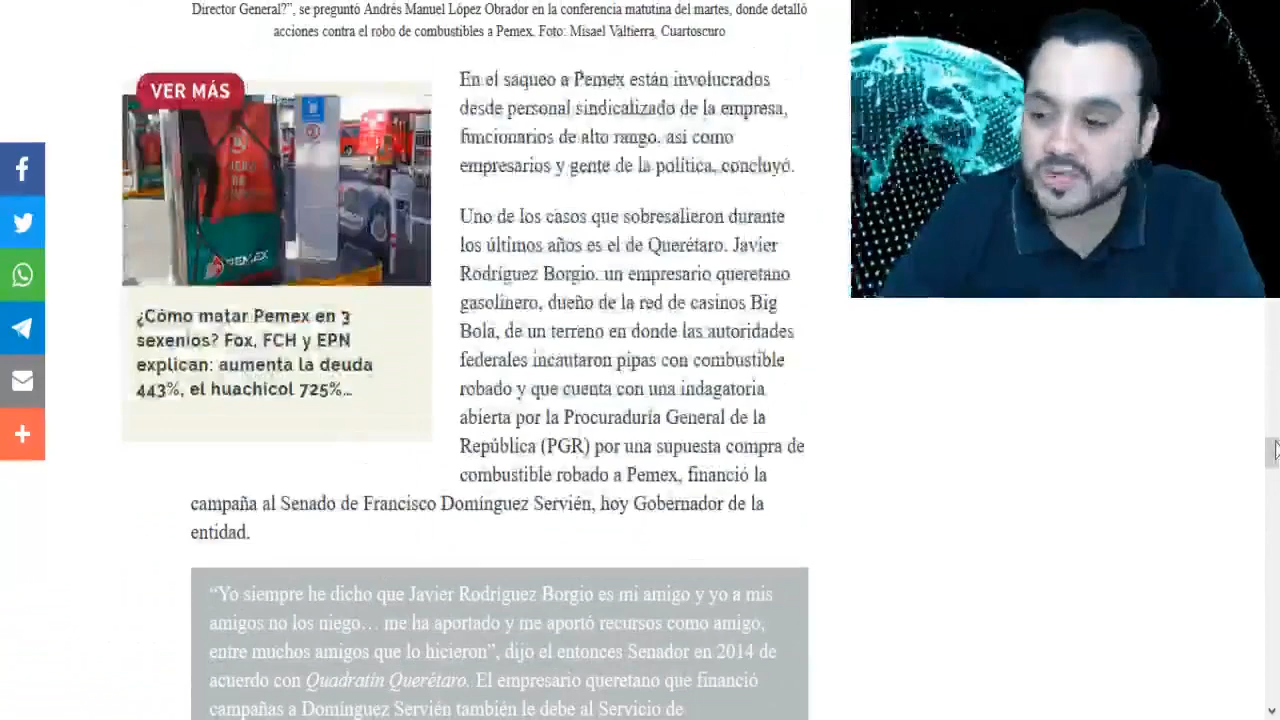 Director General?”, se preguntó Andrés Manuel López Obrador en la conferencia matutina del martes, donde detalló
acciones contra el robo de combustibles a Pemex. Foto: Misael Valtierra, Cuartoscuro
VER MÁS
PEMEX
¿Cómo matar Pemex en 3
sexenios? Fox, FCH y EPN
explican: aumenta la deuda
443%, el huachicol 725%...
En el saqueo a Pemex están involucrados
desde personal sindicalizado de la empresa,
funcionarios de alto rango, así como
empresarios y gente de la política, concluyó.
Uno de los casos que sobresalieron durante
los últimos años es el de Querétaro. Javier
Rodríguez Borgio, un empresario queretano
gasolinero, dueño de la red de casinos Big
Bola, de un terreno en donde las autoridades
federales incautaron pipas con combustible
robado y que cuenta con una indagatoria
abierta por la Procuraduría General de la
República (PGR) por una supuesta compra de
combustible robado a Pemex, financió la
campaña al Senado de Francisco Domínguez Servién, hoy Gobernador de la
entidad.
“Yo siempre he dicho que Javier Rodríguez Borgio es mi amigo y yo a mis
amigos no los niego… me ha aportado y me aportó recursos como amigo,
entre muchos amigos que lo hicieron”, dijo el entonces Senador en 2014 de
acuerdo con Quadratín Querétaro. El empresario queretano que financió
campañas a Domínguez Servién también le debe al Servicio de